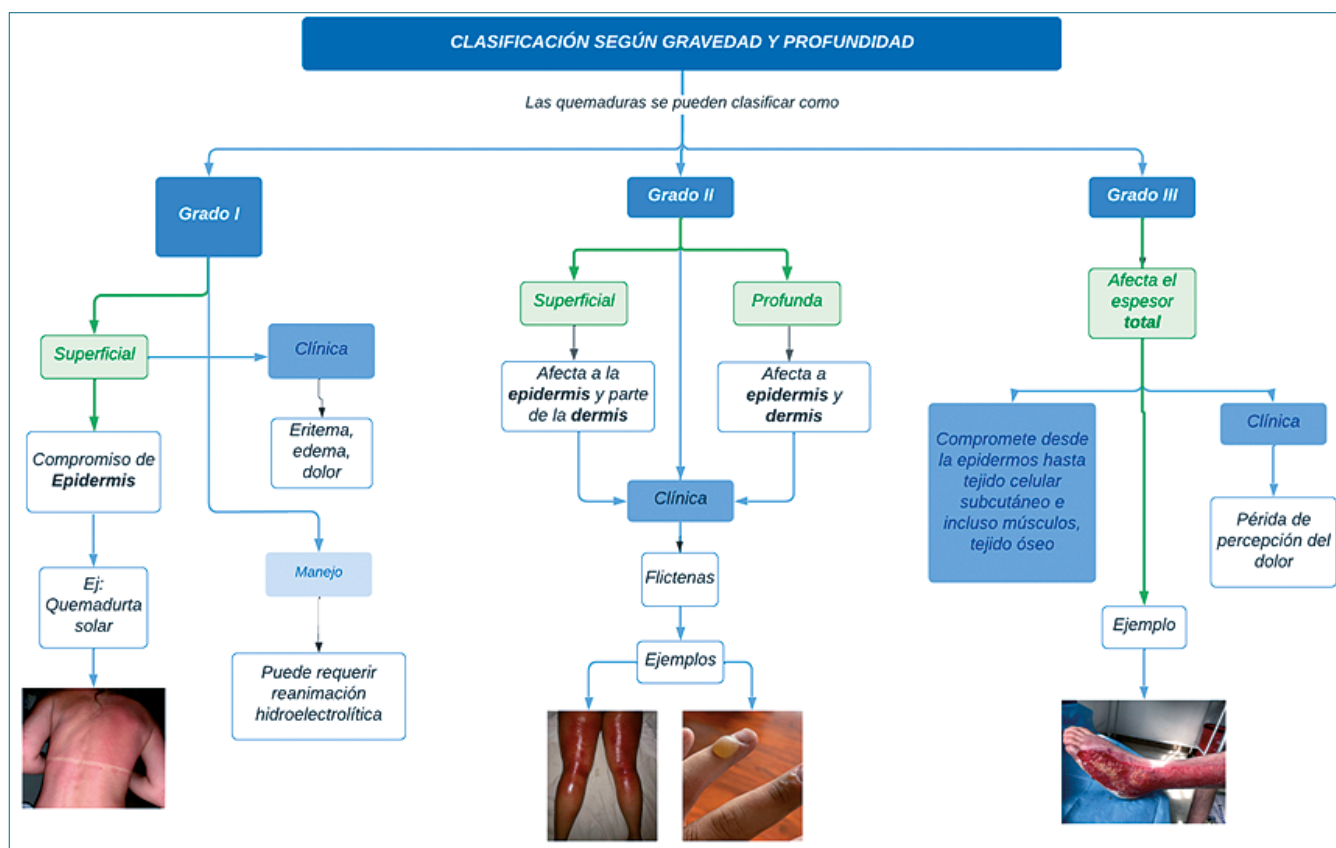 CLASIFICACIÓN SEGÚN GRAVEDAD Y PROFUNDIDAD
Las quemaduras se pueden clasificar como
Grado I
Superficial
Clínica
Eritema,
edema,
dolor
Compromiso de
Epidermis
Ej:
Quemadurta
solar
Manejo
Puede requerir
reanimación
hidroelectrolítica
Grado II
Superficial
Profunda
Afecta a la
epidermis y parte
de la dermis
Afecta a
epidermis y
dermis
Clínica
Flictenas
Ejemplos
Grado III
Afecta el
espesor
total
Compromete desde
la epidermos hasta
tejido celular
subcutáneo e
incluso músculos,
tejido óseo
Clínica
Périda de
percepción del
dolor
Ejemplo